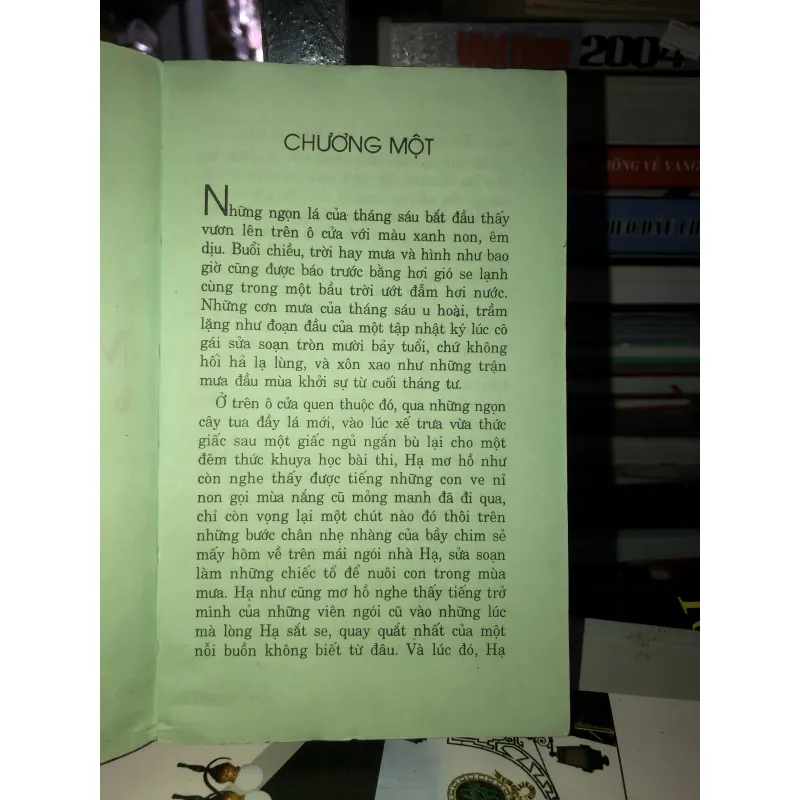 CHƯƠNG MỘT
Những ngọn lá của tháng sáu bắt đầu thấy
vươn lên trên ô cửa với màu xanh non, êm
dịu. Buổi chiều, trời hay mưa và hình như bao
giờ cũng được báo trước bằng hơi gió se lạnh
cùng trong một bầu trời ướt đẫm hơi nước.
Những cơn mưa của tháng sáu u hoài, trầm
lặng như đoạn đầu của một tập nhật ký lúc cô
gái sửa soạn tròn mười bảy tuổi, chứ không
hối hả lạ lùng, và xôn xao như những trận
mưa đầu mùa khởi sự từ cuối tháng tư.
Ở trên ô cửa quen thuộc đó, qua những ngọn
cây tua đầy lá mới, vào lúc xế trưa vừa thức
giấc sau một giấc ngủ ngắn bù lại cho một
đêm thức khuya học bài thi, Hạ mơ hồ như
còn nghe thấy được tiếng những con ve nỉ
non gọi mùa nắng cũ mỏng manh đã đi qua,
chỉ còn vọng lại một chút nào đó thôi trên
những bước chân nhẹ nhàng của bầy chim sẻ
mấy hôm về trên mái ngói nhà Hạ, sửa soạn
làm những chiếc tổ để nuôi con trong mùa
mưa. Hạ như cũng mơ hồ nghe thấy tiếng trở
mình của những viên ngói cũ vào những lúc
mà lòng Hạ sắt se, quay quắt nhất của một
nỗi buồn không biết từ đâu. Và lúc đó, Hạ
2004
HÔNG VỀ VANG
HEO DẤU CH